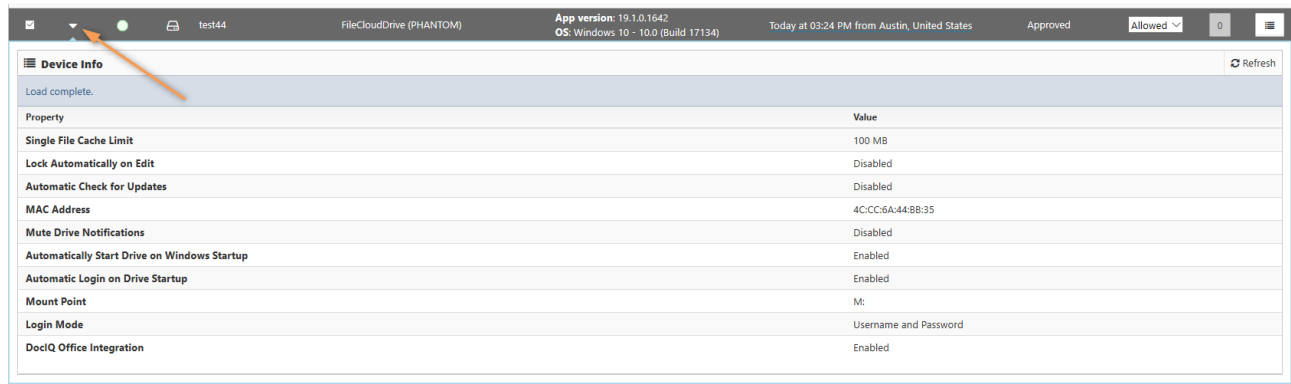 test44 FileCloudDrive (PHANTOM) App version: 19.1.0.1642 Today at 03:24 PM from Austin, United States Approved Allowed 0
OS: Windows 10 - 10.0 (Build 17134)
Device Info Refresh
Load complete.
Property Value
Single File Cache Limit 100 MB
Lock Automatically on Edit Disabled
Automatic Check for Updates Disabled
MAC Address 4C:CC:6A:44:BB:35
Mute Drive Notifications Disabled
Automatically Start Drive on Windows Startup Enabled
Automatic Login on Drive Startup Enabled
Mount Point M:
Login Mode Username and Password
DocIQ Office Integration Enabled